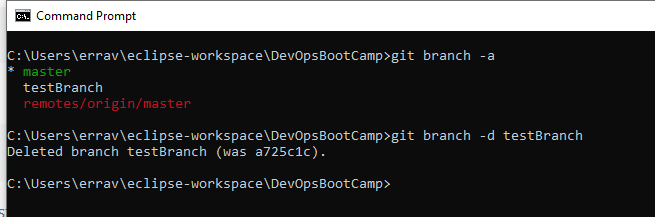 Command Prompt
C:\Users\errav\eclipse-workspace\DevOpsBootCamp>git branch -a
* master
testBranch
remotes/origin/master
C:\Users\errav\eclipse-workspace\DevOpsBootCamp>git branch -d testBranch
Deleted branch testBranch (was a725c1c).
C:\Users\errav\eclipse-workspace\DevOpsBootCamp>